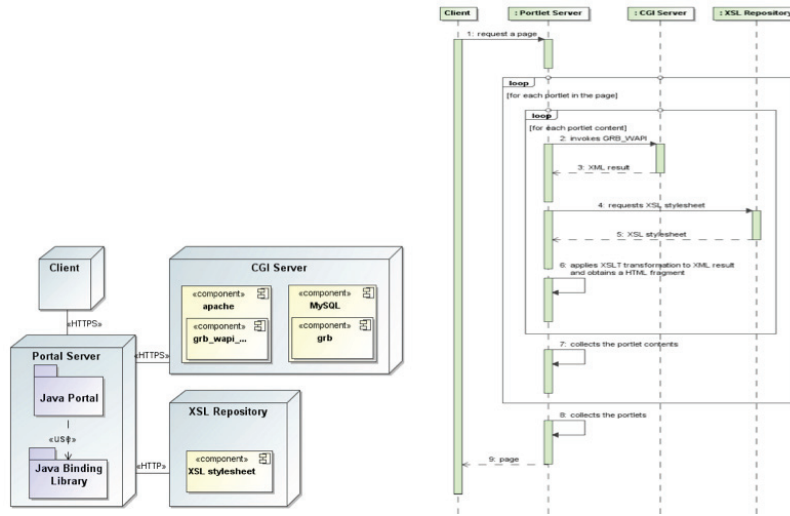 Client
CGI Server
«component»
apache
«component»
MySQL
grb_wapi_...
«component»
grb
«HTTPS»
Portal Server
«HTTPS»
Java Portal
«use»
Java Binding
Library
XSL Repository
«HTTP»
«component»
XSL stylesheet
Client
: Portlet Server
: CGI Server
: XSL Repository
1: request a page
loop
[for each portlet in the page]
loop
[for each portlet content]
2: invokes GRB_WAPI
3: XML result
4: requests XSL stylesheet
5: XSL stylesheet
6: applies XSLT transformation to XML result
and obtains a HTML fragment
7: collects the portlet contents
8: collects the portlets
9: page